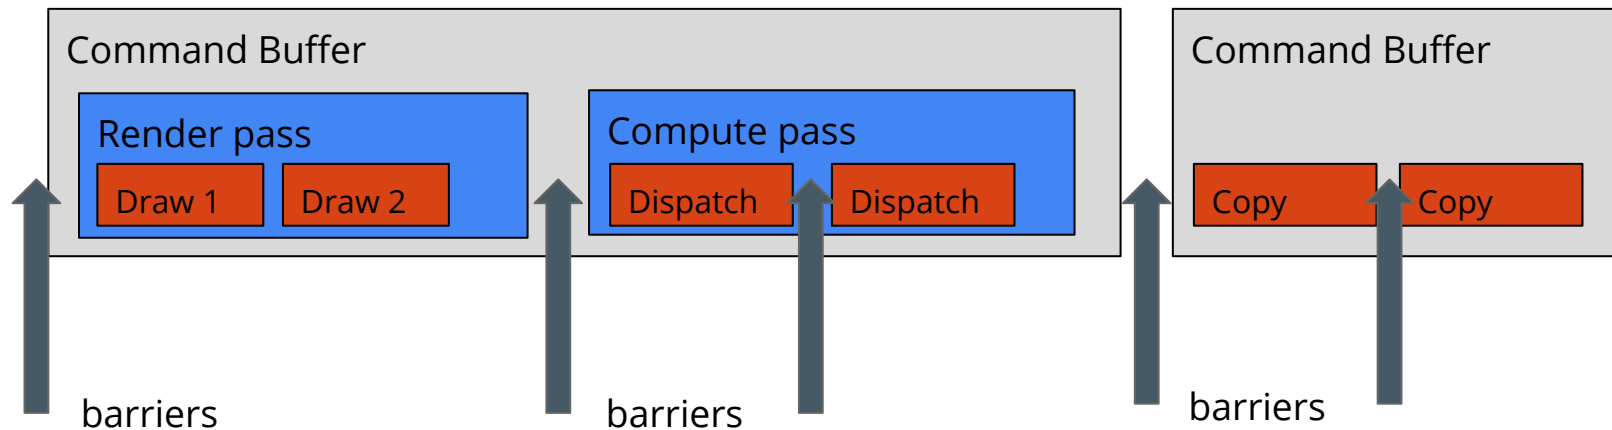 Command Buffer
Render pass
Draw 1
Draw 2
Compute pass
Dispatch
Dispatch
Command Buffer
Copy
Copy
barriers
barriers
barriers